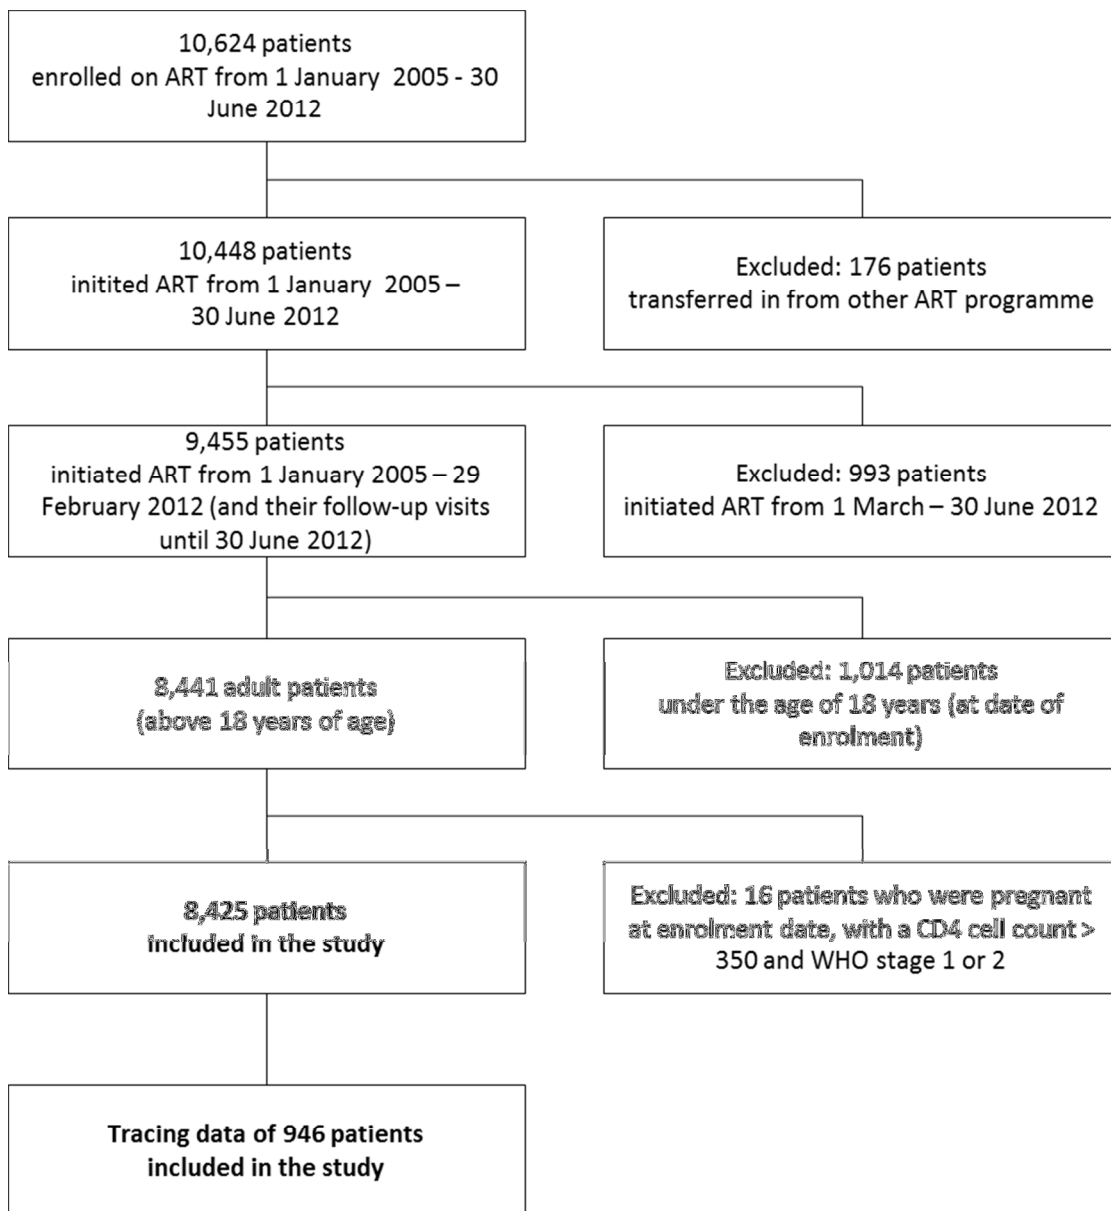 10,624 patients
enrolled on ART from 1 January 2005 - 30
June 2012
10,448 patients
initited ART from 1 January 2005 –
30 June 2012
Excluded: 176 patients
transferred in from other ART programme
9,455 patients
initiated ART from 1 January 2005 – 29
February 2012 (and their follow-up visits
until 30 June 2012)
Excluded: 993 patients
initiated ART from 1 March – 30 June 2012
8,441 adult patients
(above 18 years of age)
Excluded: 1,014 patients
under the age of 18 years (at date of
enrolment)
8,425 patients
included in the study
Excluded: 16 patients who were pregnant
at enrolment date, with a CD4 cell count >
350 and WHO stage 1 or 2
Tracing data of 946 patients
included in the study